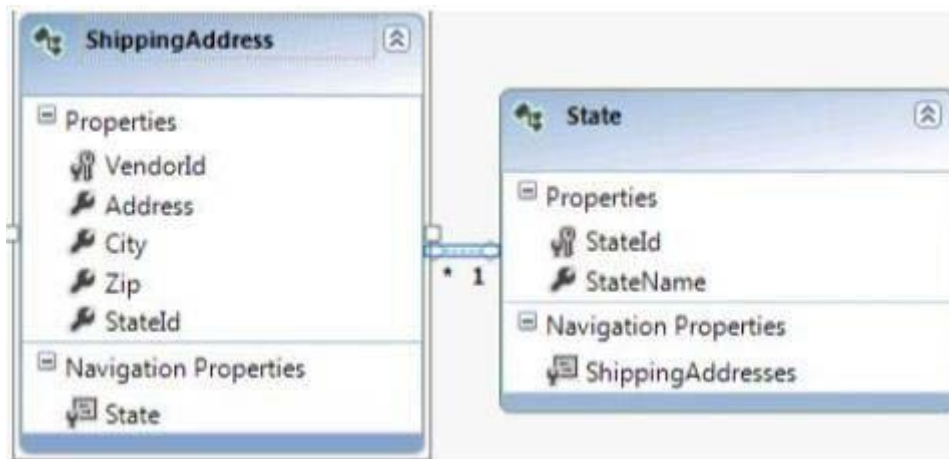 ShippingAddress
Properties
VendorId
Address
City
Zip
StateId
Navigation Properties
State
* 1
State
Properties
StateId
StateName
Navigation Properties
ShippingAddresses